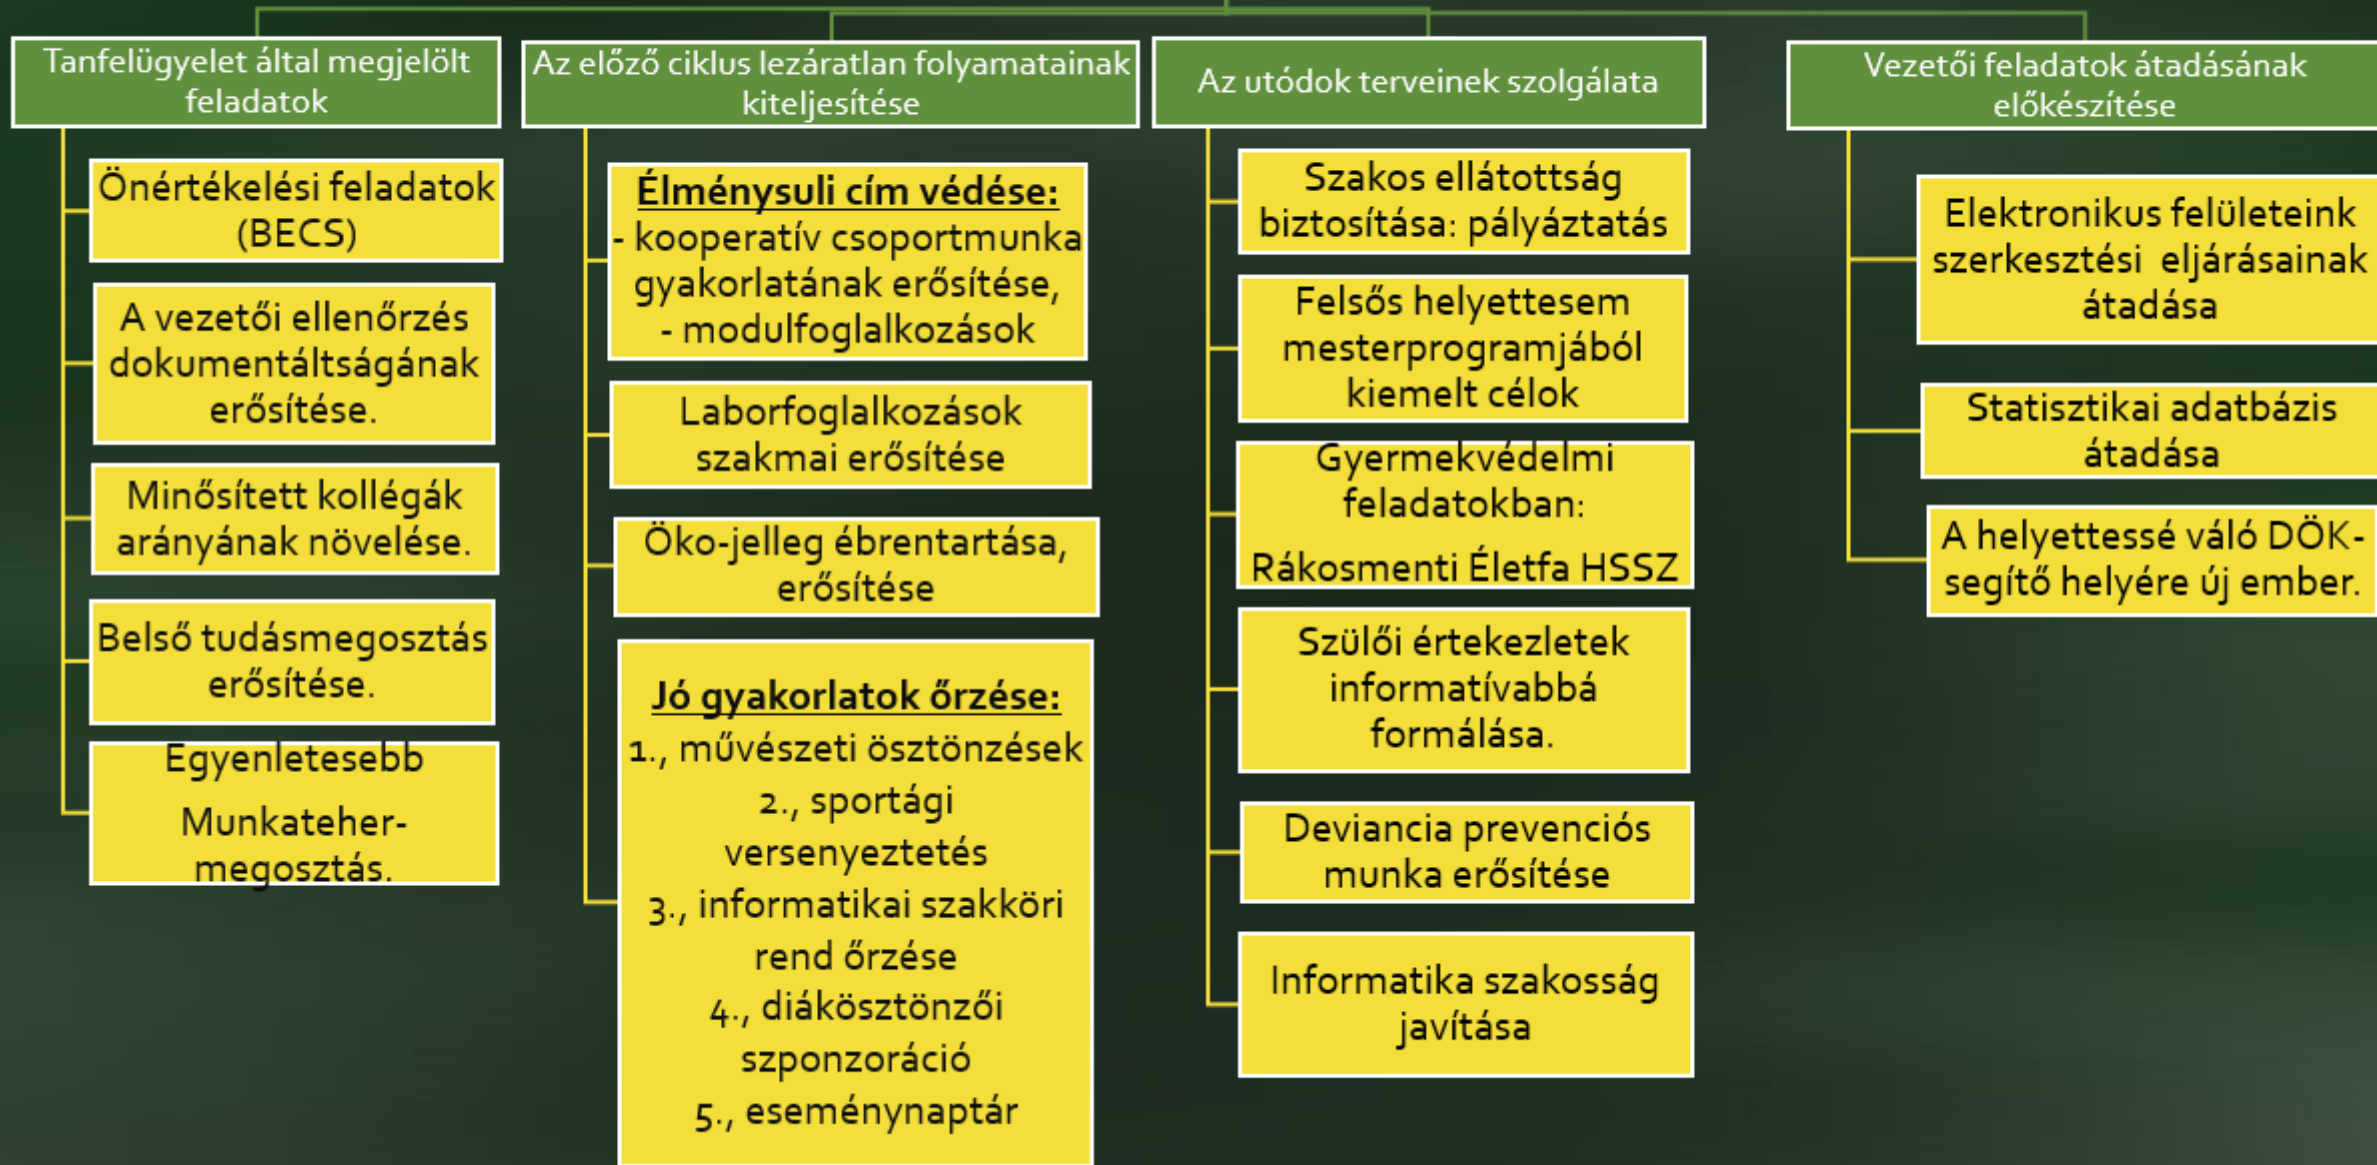 Tanfelügyelet által megjelölt
feladatok
Önértékelési feladatok
(BECS)
A vezetői ellenőrzés
dokumentáltságának
erősítése.
Minősített kollégák
arányának növelése.
Belső tudásmegosztás
erősítése.
Egyenletesebb
Munkateher-
megosztás.
Az előző ciklus lezáratlan folyamatainak
kiteljesítése
Élménysuli cím védése:
- kooperatív csoportmunka
gyakorlatának erősítése,
- modulfoglalkozások
Laborfoglalkozások
szakmai erősítése
Öko-jelleg ébrentartása,
erősítése
Jó gyakorlatok őrzése:
1., művészeti ösztönzések
2., sportági
versenyeztetés
3., informatikai szakköri
rend őrzése
4., diákösztönzői
szponzoráció
5., eseménynaptár
Az utódok terveinek szolgálata
Szakos ellátottság
biztosítása: pályáztatás
Felsős helyettesem
mesterprogramjából
kiemelt célok
Gyermekvédelmi
feladatokban:
Rákosmenti Életfa HSSZ
Szülői értekezletek
informatívabbá
formálása.
Deviancia prevenciós
munka erősítése
Informatika szakosság
javítása
Vezetői feladatok átadásának
előkészítése
Elektronikus felületeink
szerkesztési eljárásainak
átadása
Statisztikai adatbázis
átadása
A helyettessé váló DÖK-
segítő helyére új ember.